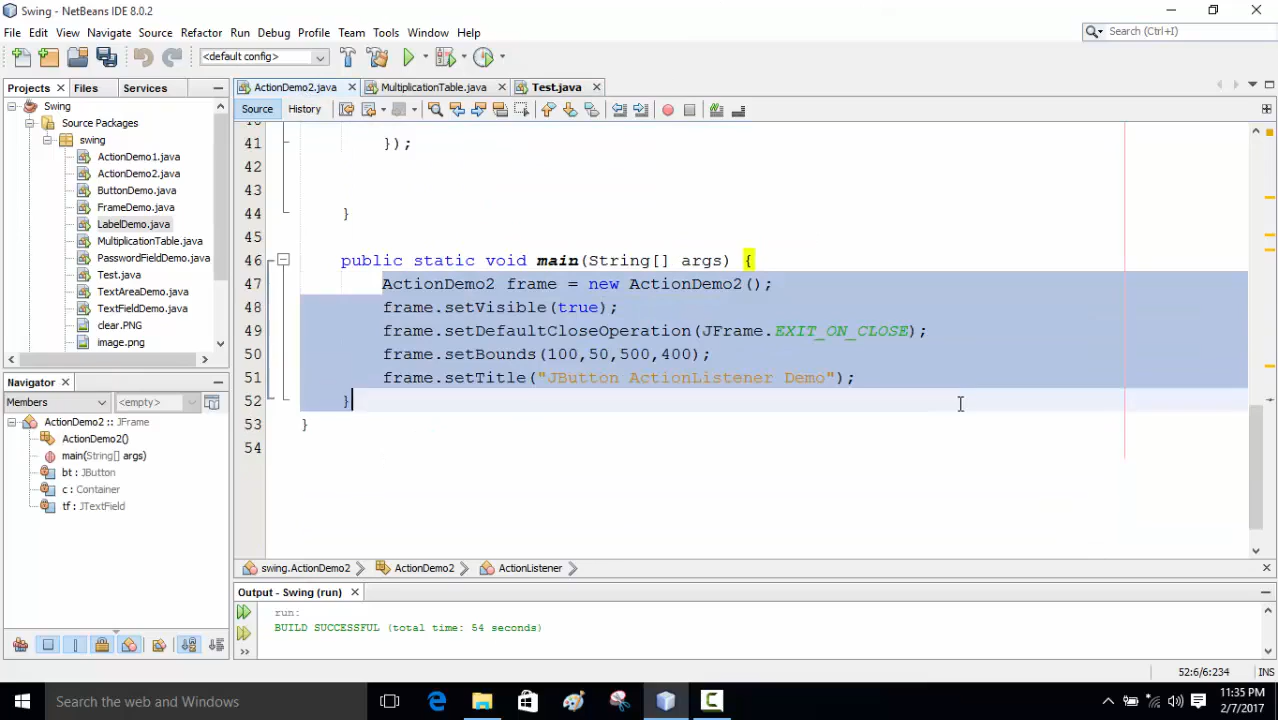 Swing - NetBeans IDE 8.0.2
File Edit View Navigate Source Refactor Run Debug Profile Team Tools Window Help
Search (Ctrl+I)
<default config>
Projects Files Services
ActionDemo2.java MultiplicationTable.java Test.java
Source History
Swing
Source Packages
swing
ActionDemo1.java
ActionDemo2.java
ButtonDemo.java
FrameDemo.java
LabelDemo.java
MultiplicationTable.java
PasswordFieldDemo.java
Test.java
TextAreaDemo.java
TextFieldDemo.java
clear.PNG
image.png
41 });
42
43
44 }
45
46 public static void main(String[] args) {
47 ActionDemo2 frame = new ActionDemo2();
48 frame.setVisible(true);
49 frame.setDefaultCloseOperation(JFrame.EXIT_ON_CLOSE);
50 frame.setBounds(100,50,500,400);
51 frame.setTitle("JButton ActionListener Demo");
52 }
53 }
54
Navigator
Members <empty>
ActionDemo2 :: JFrame
ActionDemo2()
main(String[] args)
bt : JButton
c : Container
tf : JTextField
swing.ActionDemo2 ActionDemo2 ActionListener
Output - Swing (run)
run:
BUILD SUCCESSFUL (total time: 54 seconds)
52:6/6:234 INS
Search the web and Windows
11:35 PM
2/7/2017